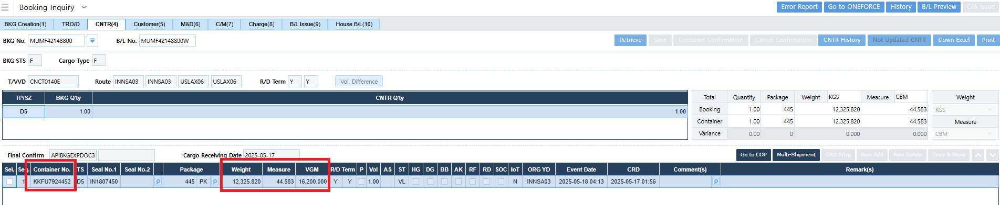 Booking Inquiry
Error Report Go to ONEFORCE History B/L Preview C/A Issue
BKG Creation(1) TRO/O CNTR(4) Customer(5) M&D(6) C/M(7) Charge(8) B/L Issue(9) House B/L(10)
BKG No. MUMF42148800 B/L No. MUMF42148800W
Retrieve Save Container Confirmation Cancel Confirmation CNTR History Not Updated CNTR Down Excel Print
BKG STS F Cargo Type F
T/VVD CNCT0140E Route INNSA03 INNSA03 USLAX06 USLAX06 R/D Term Y Y Vol. Difference
TP/SZ BKG Q'ty CNTR Q'ty
D5 1.00 1.00
Total Quantity Package Weight KGS Measure CBM
Booking 1.00 445 12,325.820 44.583
Container 1.00 445 12,325.820 44.583
Variance 0.00 0 0.000 0.000
Weight
KGS
Measure
CBM
Final Confirm APIBKGEXPDOC3 Cargo Receiving Date 2025-05-17
Go to COP Multi-Shipment CRD P/Up Row Add Row Delete Copy & Move
Sel. Se Container No. TS Seal No.1 Seal No.2 Package Weight Measure VGM R/D Term P Vol AS ST HG DG BB AK RF RD SOC IoT ORG YD Event Date CRD Comment(s) Remark(s)
1 KKFU7924452 D5 IN1807450 445 PK 12,325.820 44.583 16,200.000 Y Y 1.00 VL N INNSA03 2025-05-18 04:13 2025-05-17 01:56